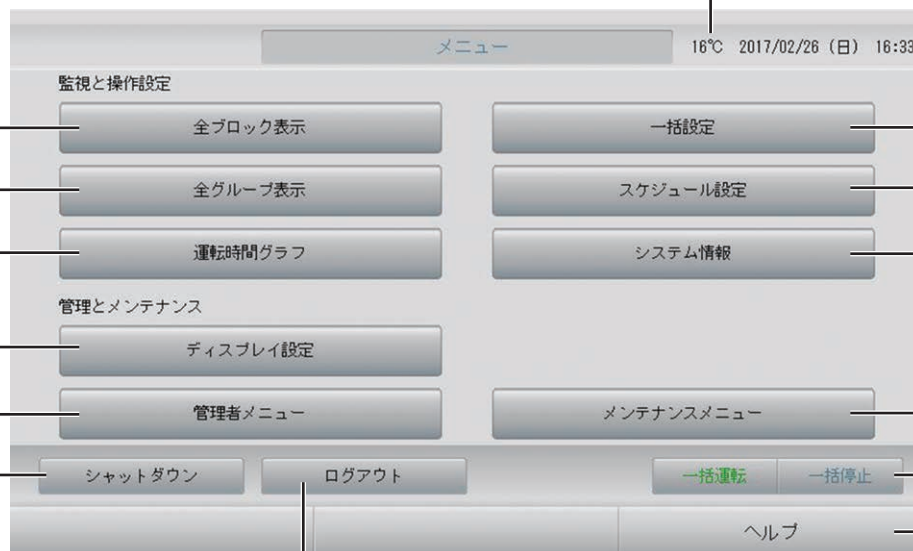 メニュー
16℃ 2017/02/26 (日) 16:33
監視と操作設定
全ブロック表示 一括設定
全グループ表示 スケジュール設定
運転時間グラフ システム情報
管理とメンテナンス
ディスプレイ設定
管理者メニュー メンテナンスメニュー
シャットダウン ログアウト 一括運転 一括停止
ヘルプ